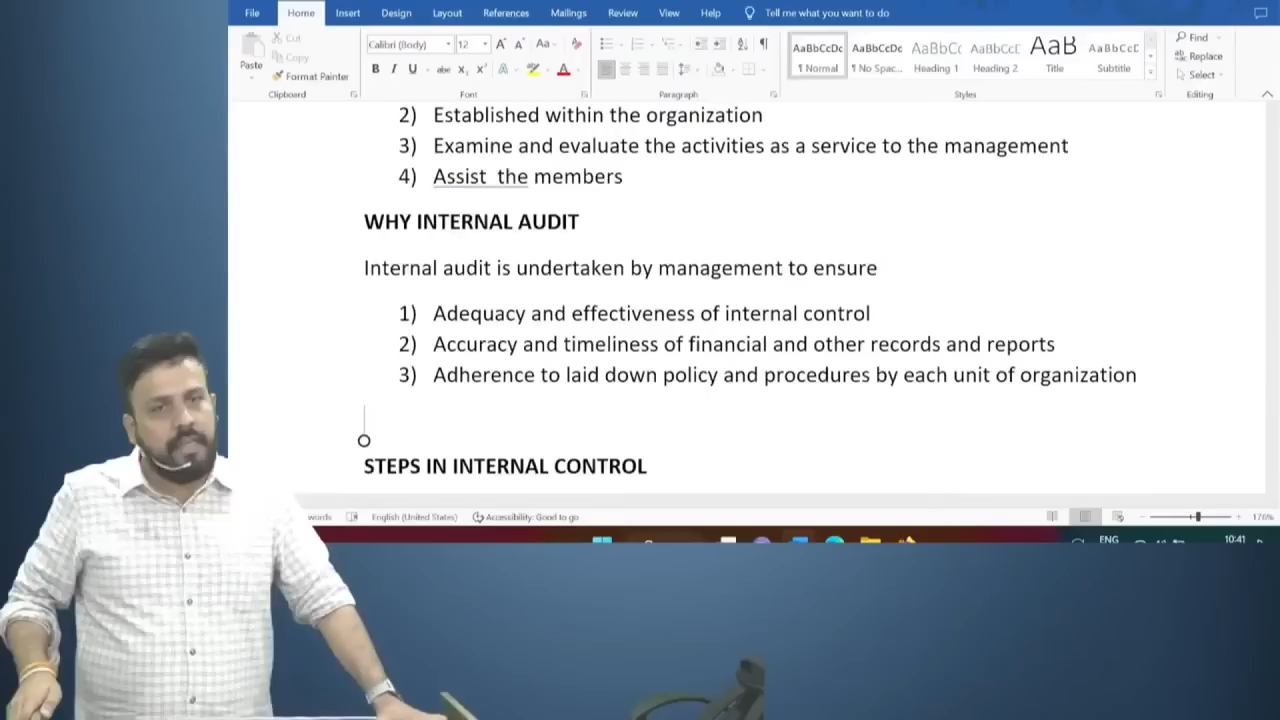 File Home Insert Design Layout References Mailings Review View Help Tell me what you want to do
Cut
Copy
Paste
Format Painter
Clipboard
Calibri (Body) 12
Font
Paragraph
AaBbCcDc AaBbCcDc AaBbCc AaBbCcD AaB AaBbCcD
¶ Normal ¶ No Spac... Heading 1 Heading 2 Title Subtitle
Styles
Find
Replace
Select
Editing
2) Established within the organization
3) Examine and evaluate the activities as a service to the management
4) Assist the members
WHY INTERNAL AUDIT
Internal audit is undertaken by management to ensure
1) Adequacy and effectiveness of internal control
2) Accuracy and timeliness of financial and other records and reports
3) Adherence to laid down policy and procedures by each unit of organization
STEPS IN INTERNAL CONTROL
words English (United States) Accessibility: Good to go 176%
ENG 10:41